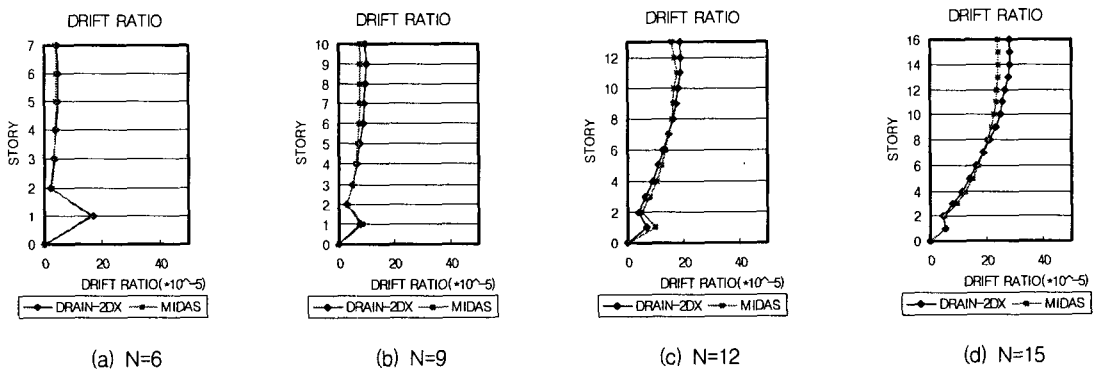 DRIFT RATIO
7
6
5
4
3
2
1
0
STORY
0 20 40
DRIFT RATIO(*10^-5)
DRAIN-2DX MIDAS
(a) N=6
DRIFT RATIO
10
9
8
7
6
5
4
3
2
1
0
0 20 40
DRIFT RATIO(*10^-5)
DRAIN-2DX MIDAS
(b) N=9
DRIFT RATIO
12
10
8
6
4
2
0
STORY
0 20 40
DRIFT RATIO(*10^-5)
DRAIN-2DX MIDAS
(c) N=12
DRIFT RATIO
16
14
12
10
8
6
4
2
0
STORY
0 20 40
DRIFT RATIO(*10^-5)
DRAIN-2DX MIDAS
(d) N=15